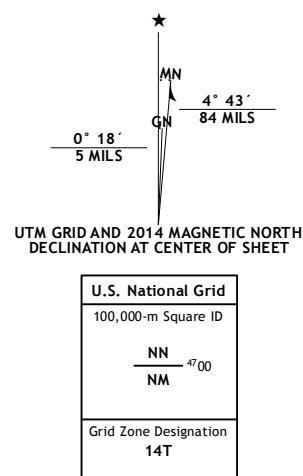 ★
MN
4° 43´
84 MILS
GN
0° 18´
5 MILS
UTM GRID AND 2014 MAGNETIC NORTH
DECLINATION AT CENTER OF SHEET
U.S. National Grid
100,000-m Square ID
NN
4700
NM
Grid Zone Designation
14T